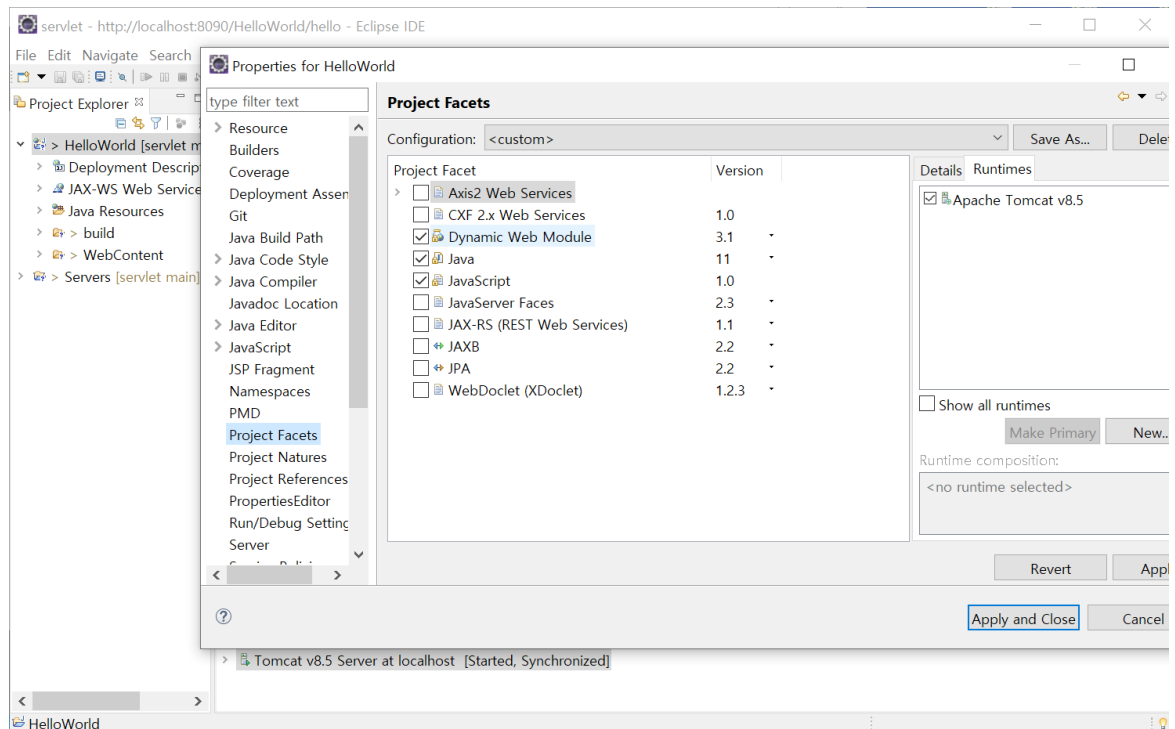 servlet - http://localhost:8090/HelloWorld/hello - Eclipse IDE
File Edit Navigate Search
Project Explorer
> HelloWorld [servlet m
Deployment Descrip
JAX-WS Web Service
Java Resources
> build
> WebContent
> Servers [servlet main]
Properties for HelloWorld
type filter text
Resource
Builders
Coverage
Deployment Assen
Git
Java Build Path
Java Code Style
Java Compiler
Javadoc Location
Java Editor
JavaScript
JSP Fragment
Namespaces
PMD
Project Facets
Project Natures
Project References
PropertiesEditor
Run/Debug Setting
Server
Project Facets
Configuration: <custom> Save As... Delet
Project Facet Version
Axis2 Web Services
CXF 2.x Web Services 1.0
Dynamic Web Module 3.1
Java 11
JavaScript 1.0
JavaServer Faces 2.3
JAX-RS (REST Web Services) 1.1
JAXB 2.2
JPA 2.2
WebDoclet (XDoclet) 1.2.3
Details Runtimes
Apache Tomcat v8.5
Show all runtimes
Make Primary New..
Runtime composition:
<no runtime selected>
Revert Appl
Apply and Close Cancel
Tomcat v8.5 Server at localhost [Started, Synchronized]
HelloWorld